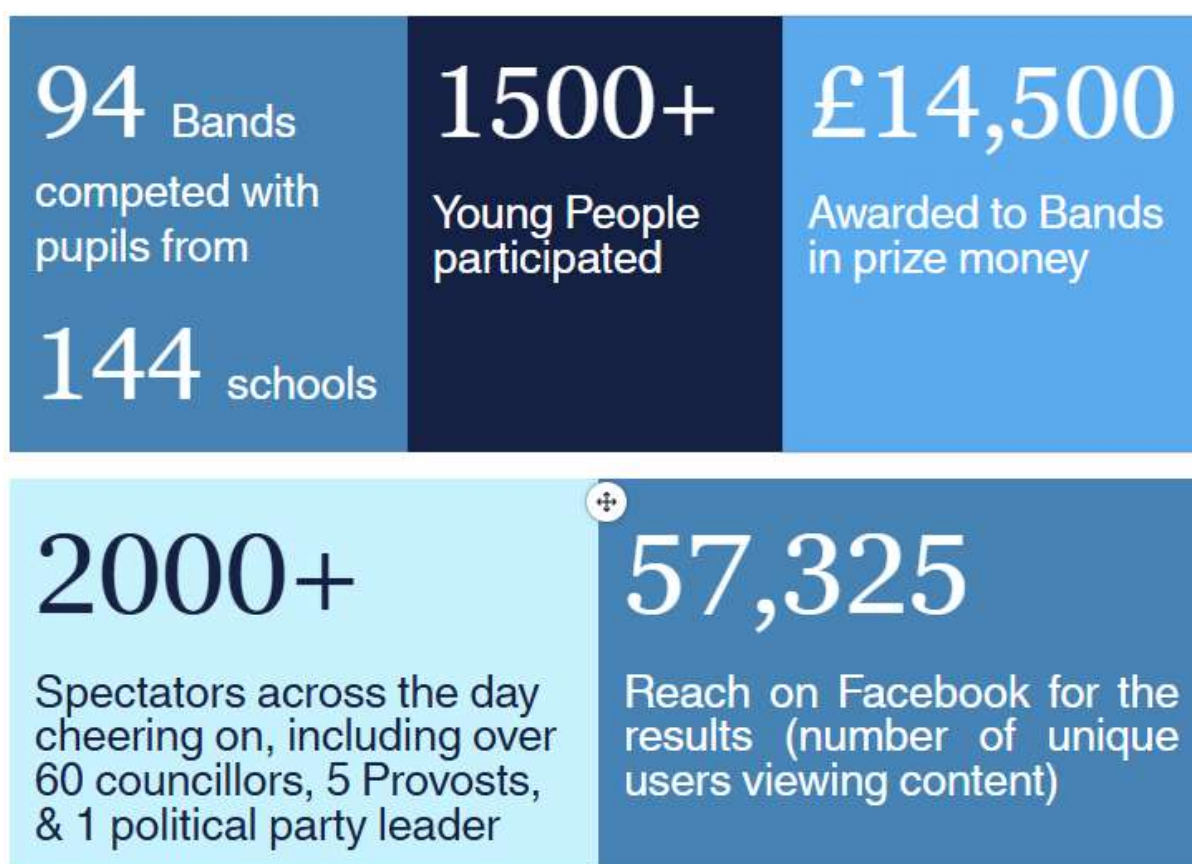 94 Bands
competed with
pupils from
144 schools
1500+
Young People
participated
£14,500
Awarded to Bands
in prize money
2000+
Spectators across the day
cheering on, including over
60 councillors, 5 Provosts,
& 1 political party leader
57,325
Reach on Facebook for the
results (number of unique
users viewing content)